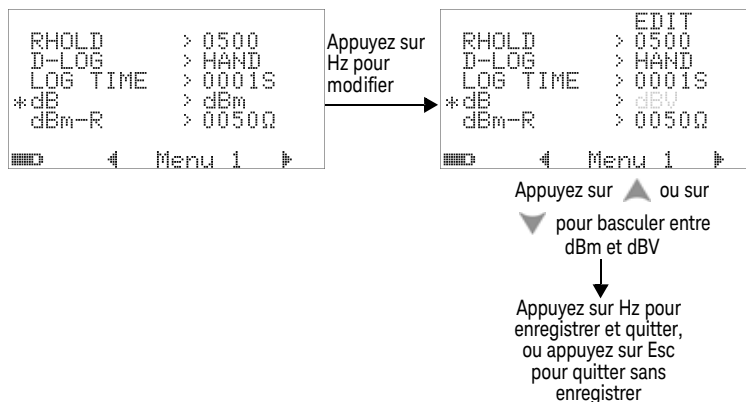 RHOLD > 0500
D-LOG > HAND
LOG TIME > 0001S
*dB > dBm
dBm-R > 0050Ω
Menu 1
Appuyez sur
Hz pour
modifier
EDIT
RHOLD > 0500
D-LOG > HAND
LOG TIME > 0001S
*dB > dBV
dBm-R > 0050Ω
Menu 1
Appuyez sur ou sur
pour basculer entre
dBm et dBV
Appuyez sur Hz pour
enregistrer et quitter,
ou appuyez sur Esc
pour quitter sans
enregistrer